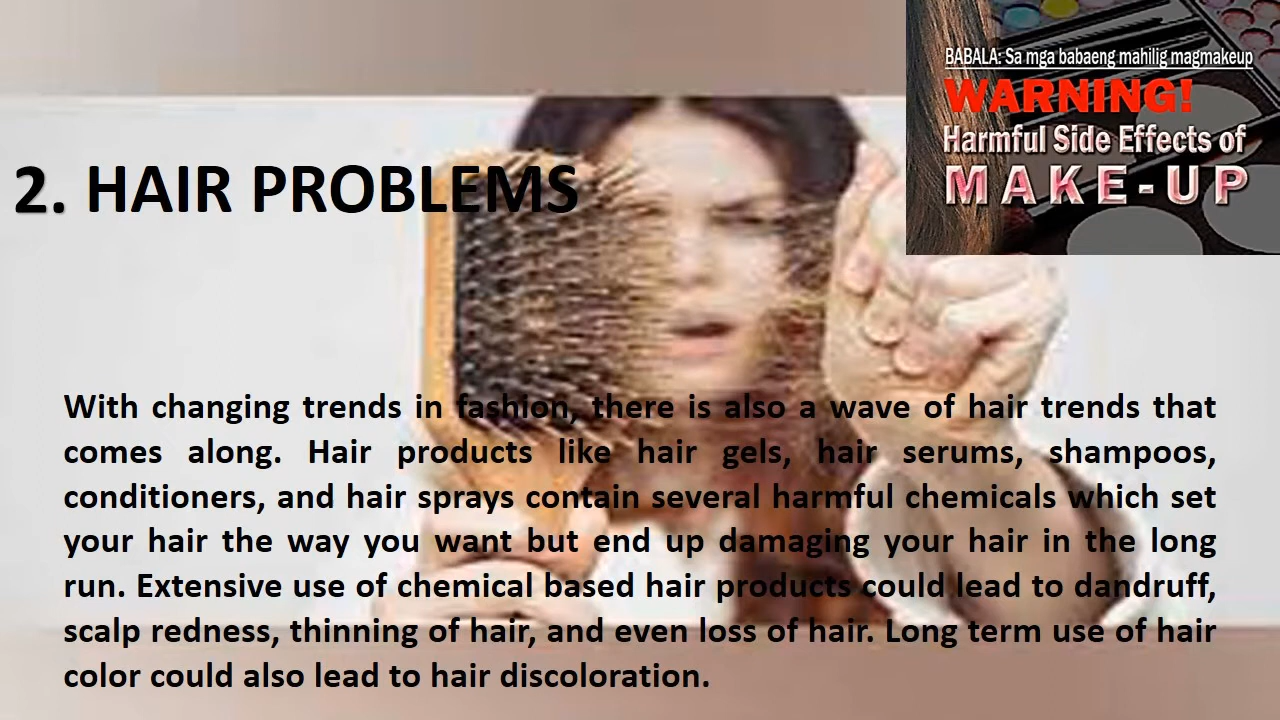 BABALA: Sa mga babaeng mahilig magmakeup
WARNING!
Harmful Side Effects of
MAKE-UP
2. HAIR PROBLEMS
With changing trends in fashion, there is also a wave of hair trends that
comes along. Hair products like hair gels, hair serums, shampoos,
conditioners, and hair sprays contain several harmful chemicals which set
your hair the way you want but end up damaging your hair in the long
run. Extensive use of chemical based hair products could lead to dandruff,
scalp redness, thinning of hair, and even loss of hair. Long term use of hair
color could also lead to hair discoloration.